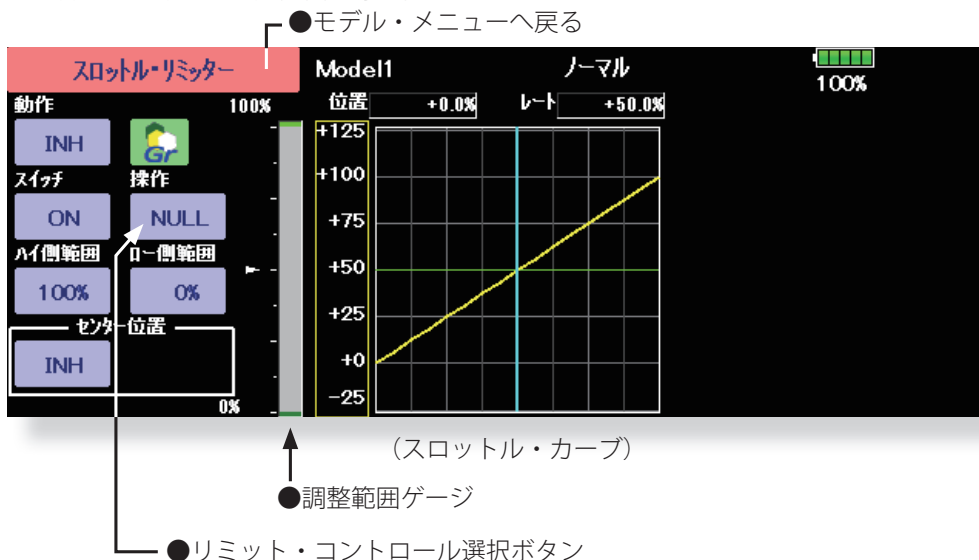 ●モデル・メニューへ戻る
スロットル・リミッター
Model1
ノーマル
100%
動作
100%
位置
+0.0%
レート
+50.0%
INH
Gr
スイッチ
操作
ON
NULL
ハイ側範囲
ロー側範囲
100%
0%
センター位置
INH
0%
+125
+100
+75
+50
+25
+0
-25
（スロットル・カーブ）
●調整範囲ゲージ
●リミット・コントロール選択ボタン